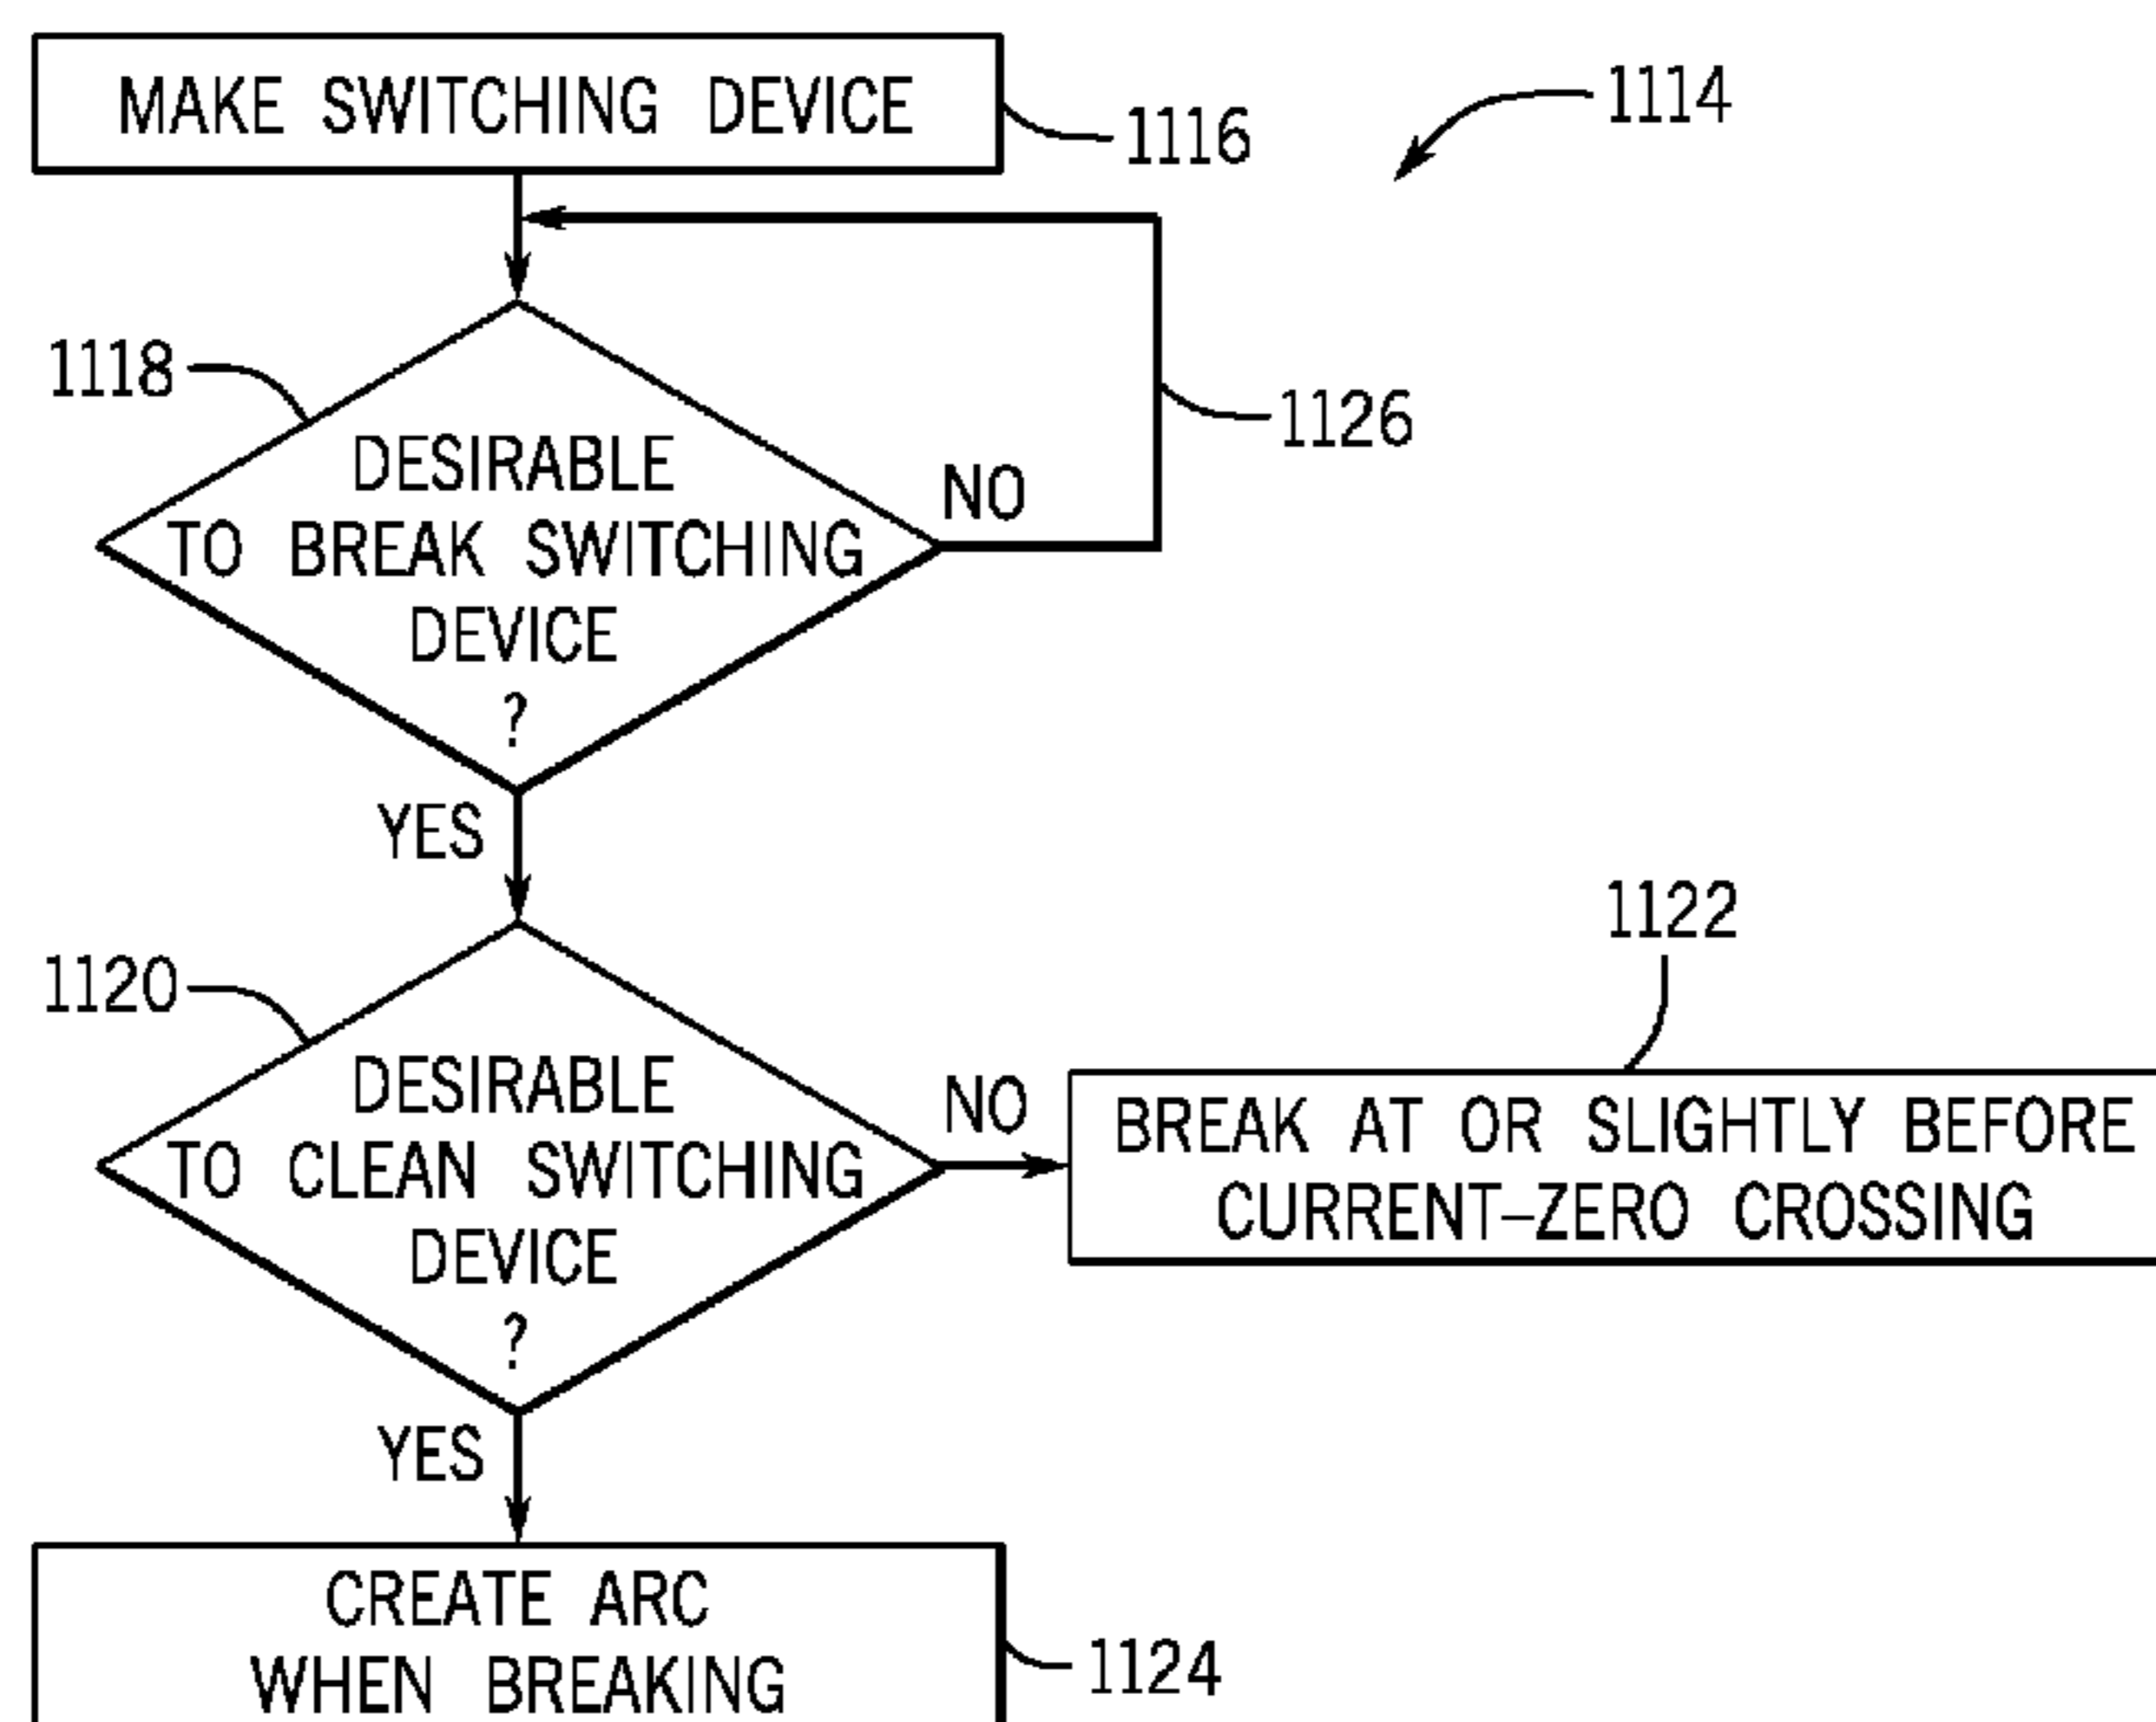 MAKE SWITCHING DEVICE
1114
1116
1118
DESIRABLE
TO BREAK SWITCHING
DEVICE
?
NO
1126
YES
1120
DESIRABLE
TO CLEAN SWITCHING
DEVICE
?
NO
1122
BREAK AT OR SLIGHTLY BEFORE
CURRENT–ZERO CROSSING
YES
CREATE ARC
WHEN BREAKING
1124